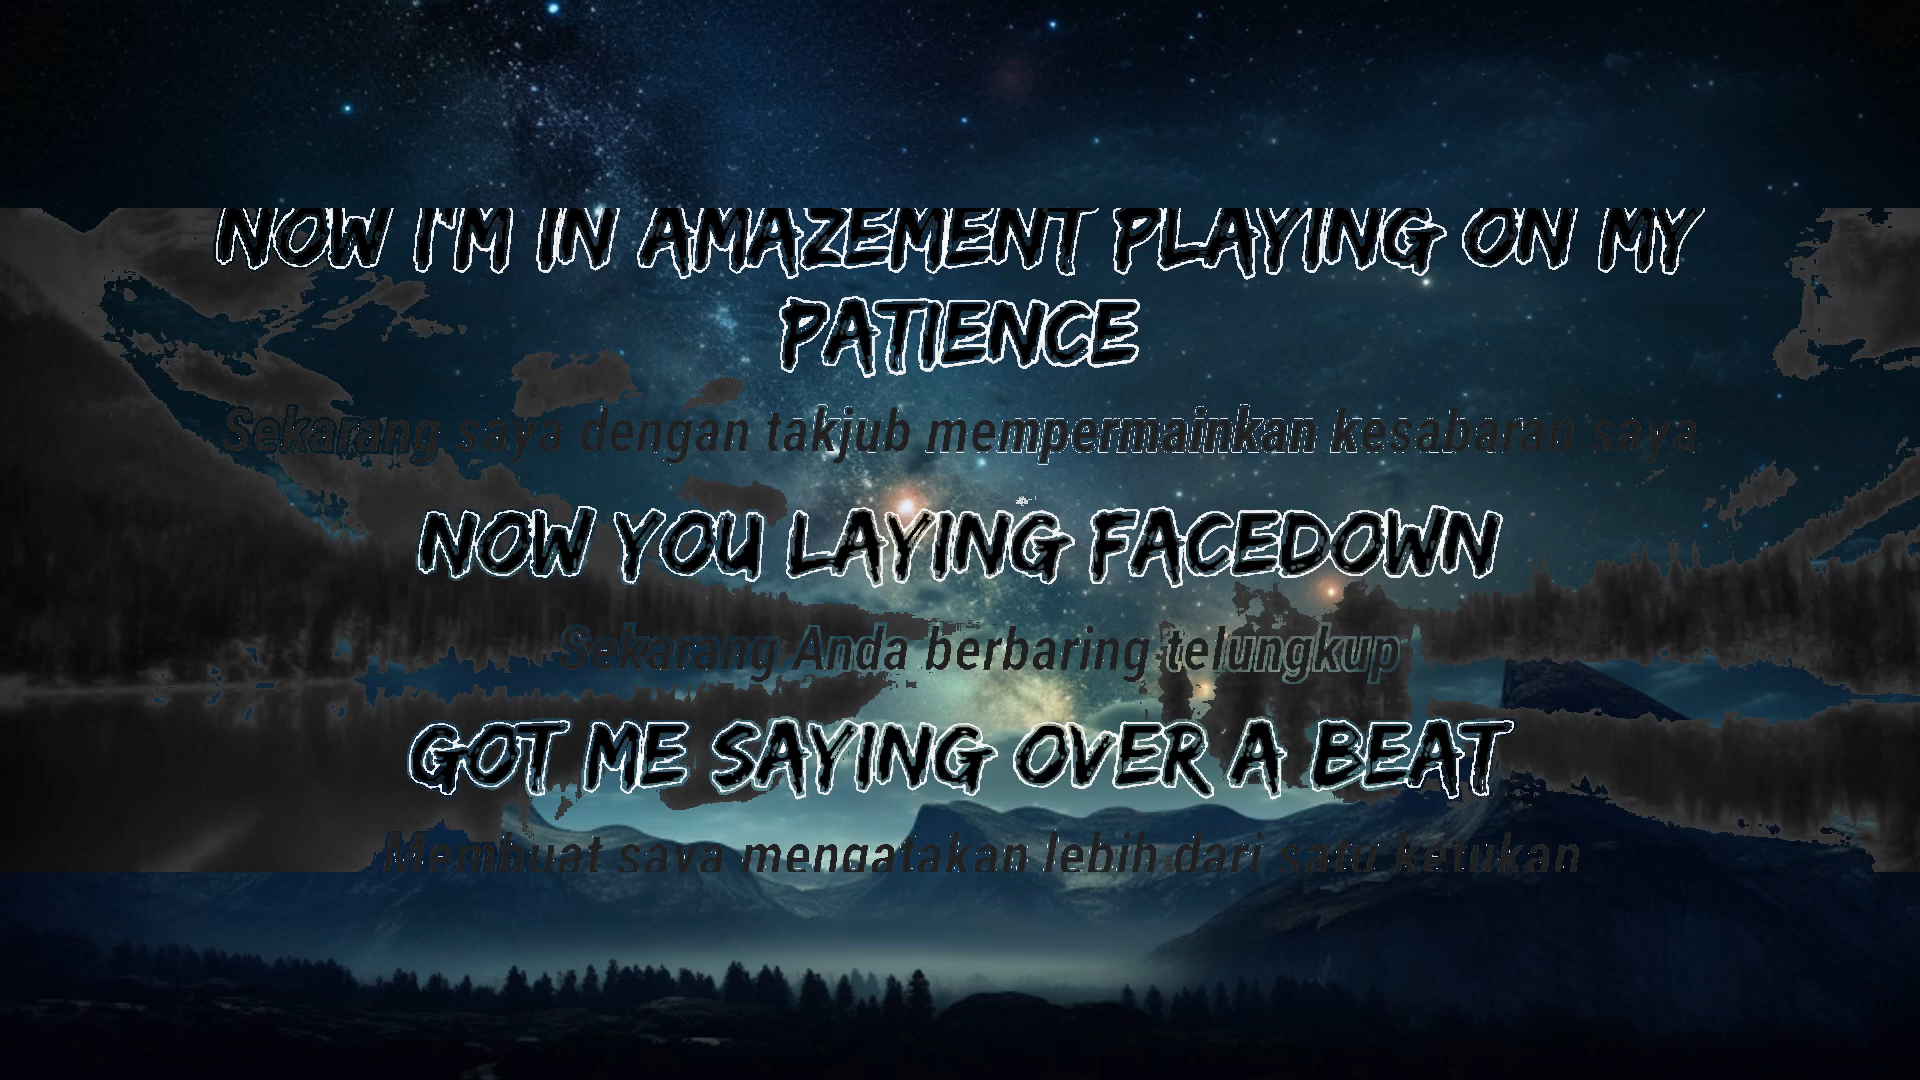 NOW I'M IN AMAZEMENT PLAYING ON MY
PATIENCE
Sekarang saya dengan takjub mempermainkan kesabaran saya
NOW YOU LAYING FACEDOWN
Sekarang Anda berbaring telungkup
GOT ME SAYING OVER A BEAT
Membuat saya mengatakan lebih dari satu ketukan